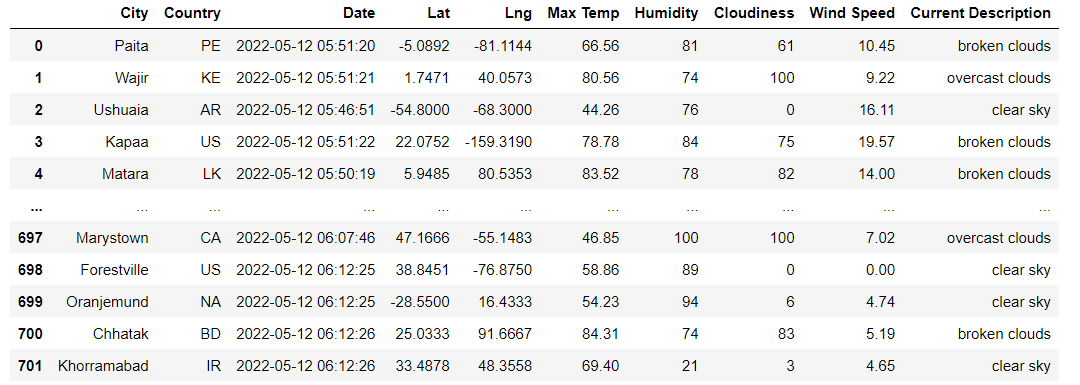 City Country Date Lat Lng Max Temp Humidity Cloudiness Wind Speed Current Description
0 Paita PE 2022-05-12 05:51:20 -5.0892 -81.1144 66.56 81 61 10.45 broken clouds
1 Wajir KE 2022-05-12 05:51:21 1.7471 40.0573 80.56 74 100 9.22 overcast clouds
2 Ushuaia AR 2022-05-12 05:46:51 -54.8000 -68.3000 44.26 76 0 16.11 clear sky
3 Kapaa US 2022-05-12 05:51:22 22.0752 -159.3190 78.78 84 75 19.57 broken clouds
4 Matara LK 2022-05-12 05:50:19 5.9485 80.5353 83.52 78 82 14.00 broken clouds
... ... ... ... ... ... ... ... ... ... ...
697 Marystown CA 2022-05-12 06:07:46 47.1666 -55.1483 46.85 100 100 7.02 overcast clouds
698 Forestville US 2022-05-12 06:12:25 38.8451 -76.8750 58.86 89 0 0.00 clear sky
699 Oranjemund NA 2022-05-12 06:12:25 -28.5500 16.4333 54.23 94 6 4.74 clear sky
700 Chhatak BD 2022-05-12 06:12:26 25.0333 91.6667 84.31 74 83 5.19 broken clouds
701 Khorramabad IR 2022-05-12 06:12:26 33.4878 48.3558 69.40 21 3 4.65 clear sky